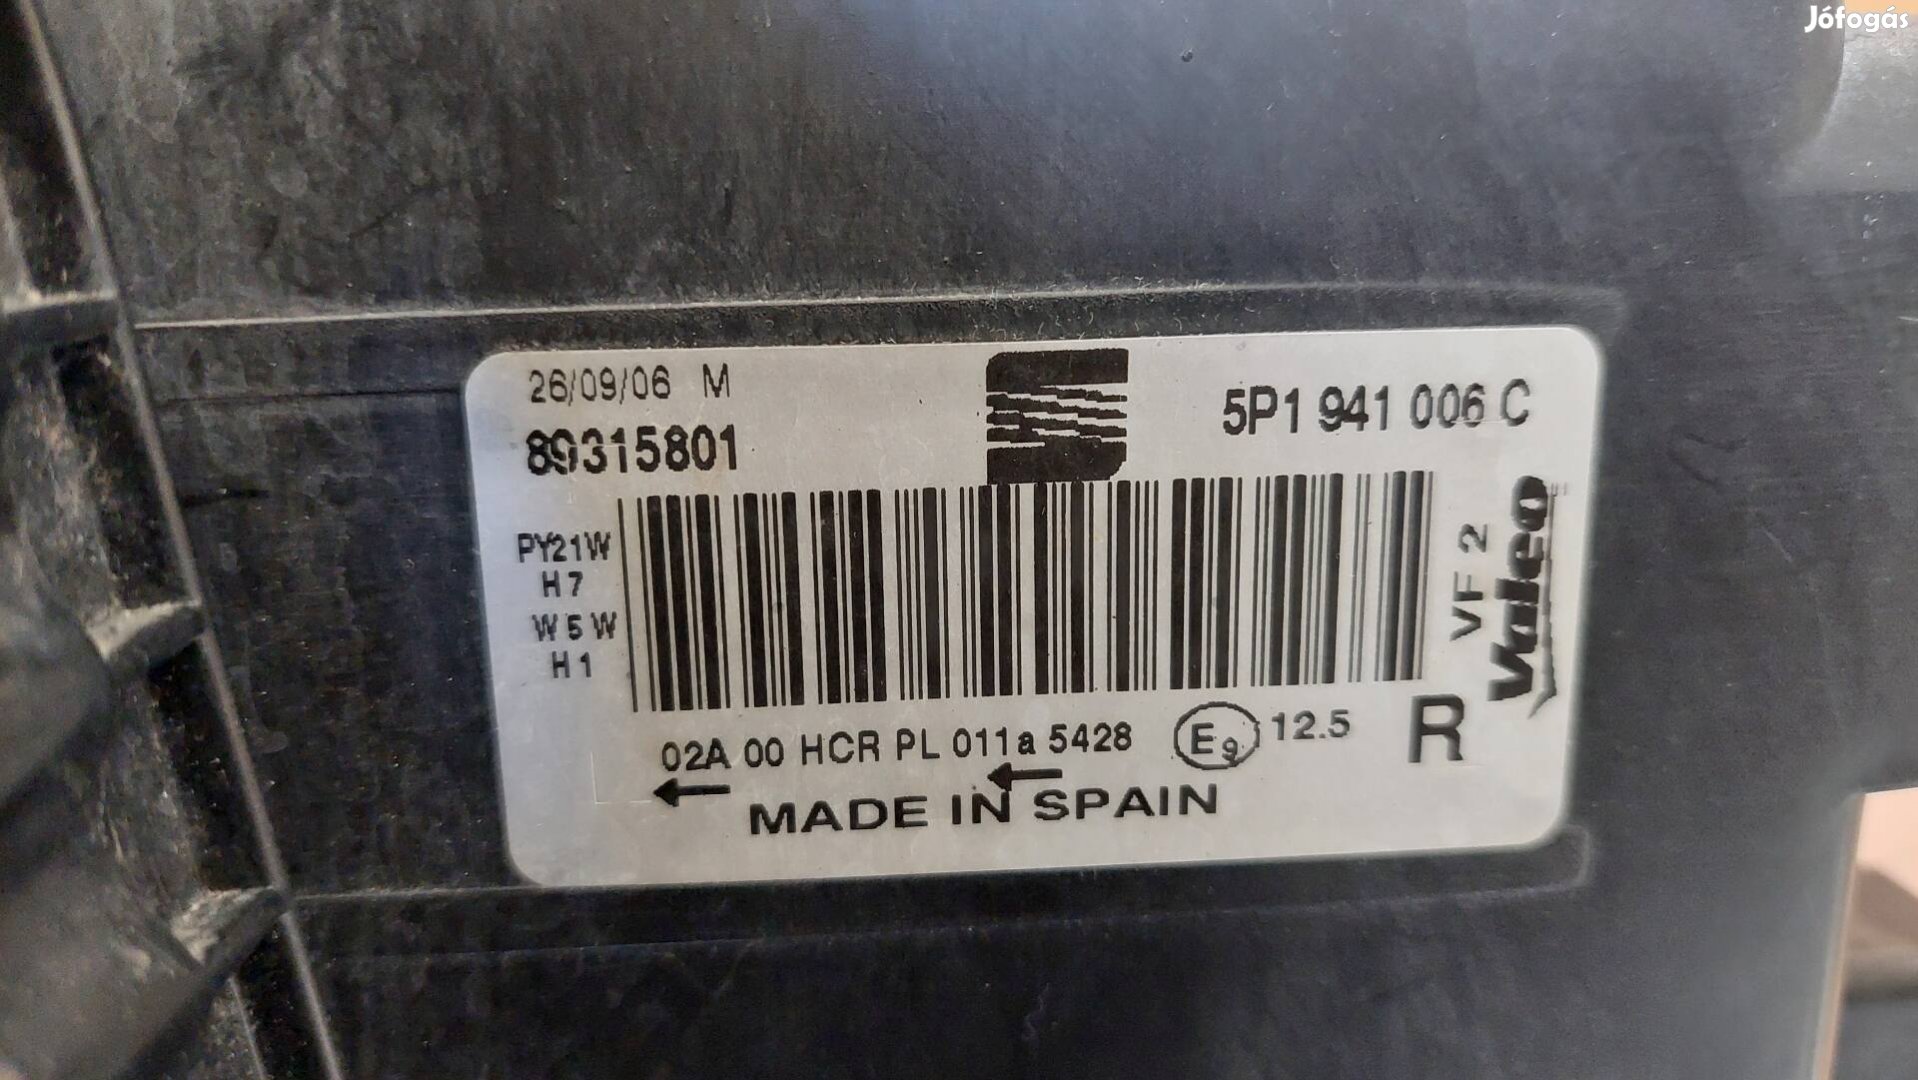 Jófogás
26/09/06 M
89315801
5P1 941 006 C
PY21W
H7
W5W
H1
VF 2
Valeo
02A 00 HCR PL 011a 5428
E9
12.5
R
MADE IN SPAIN